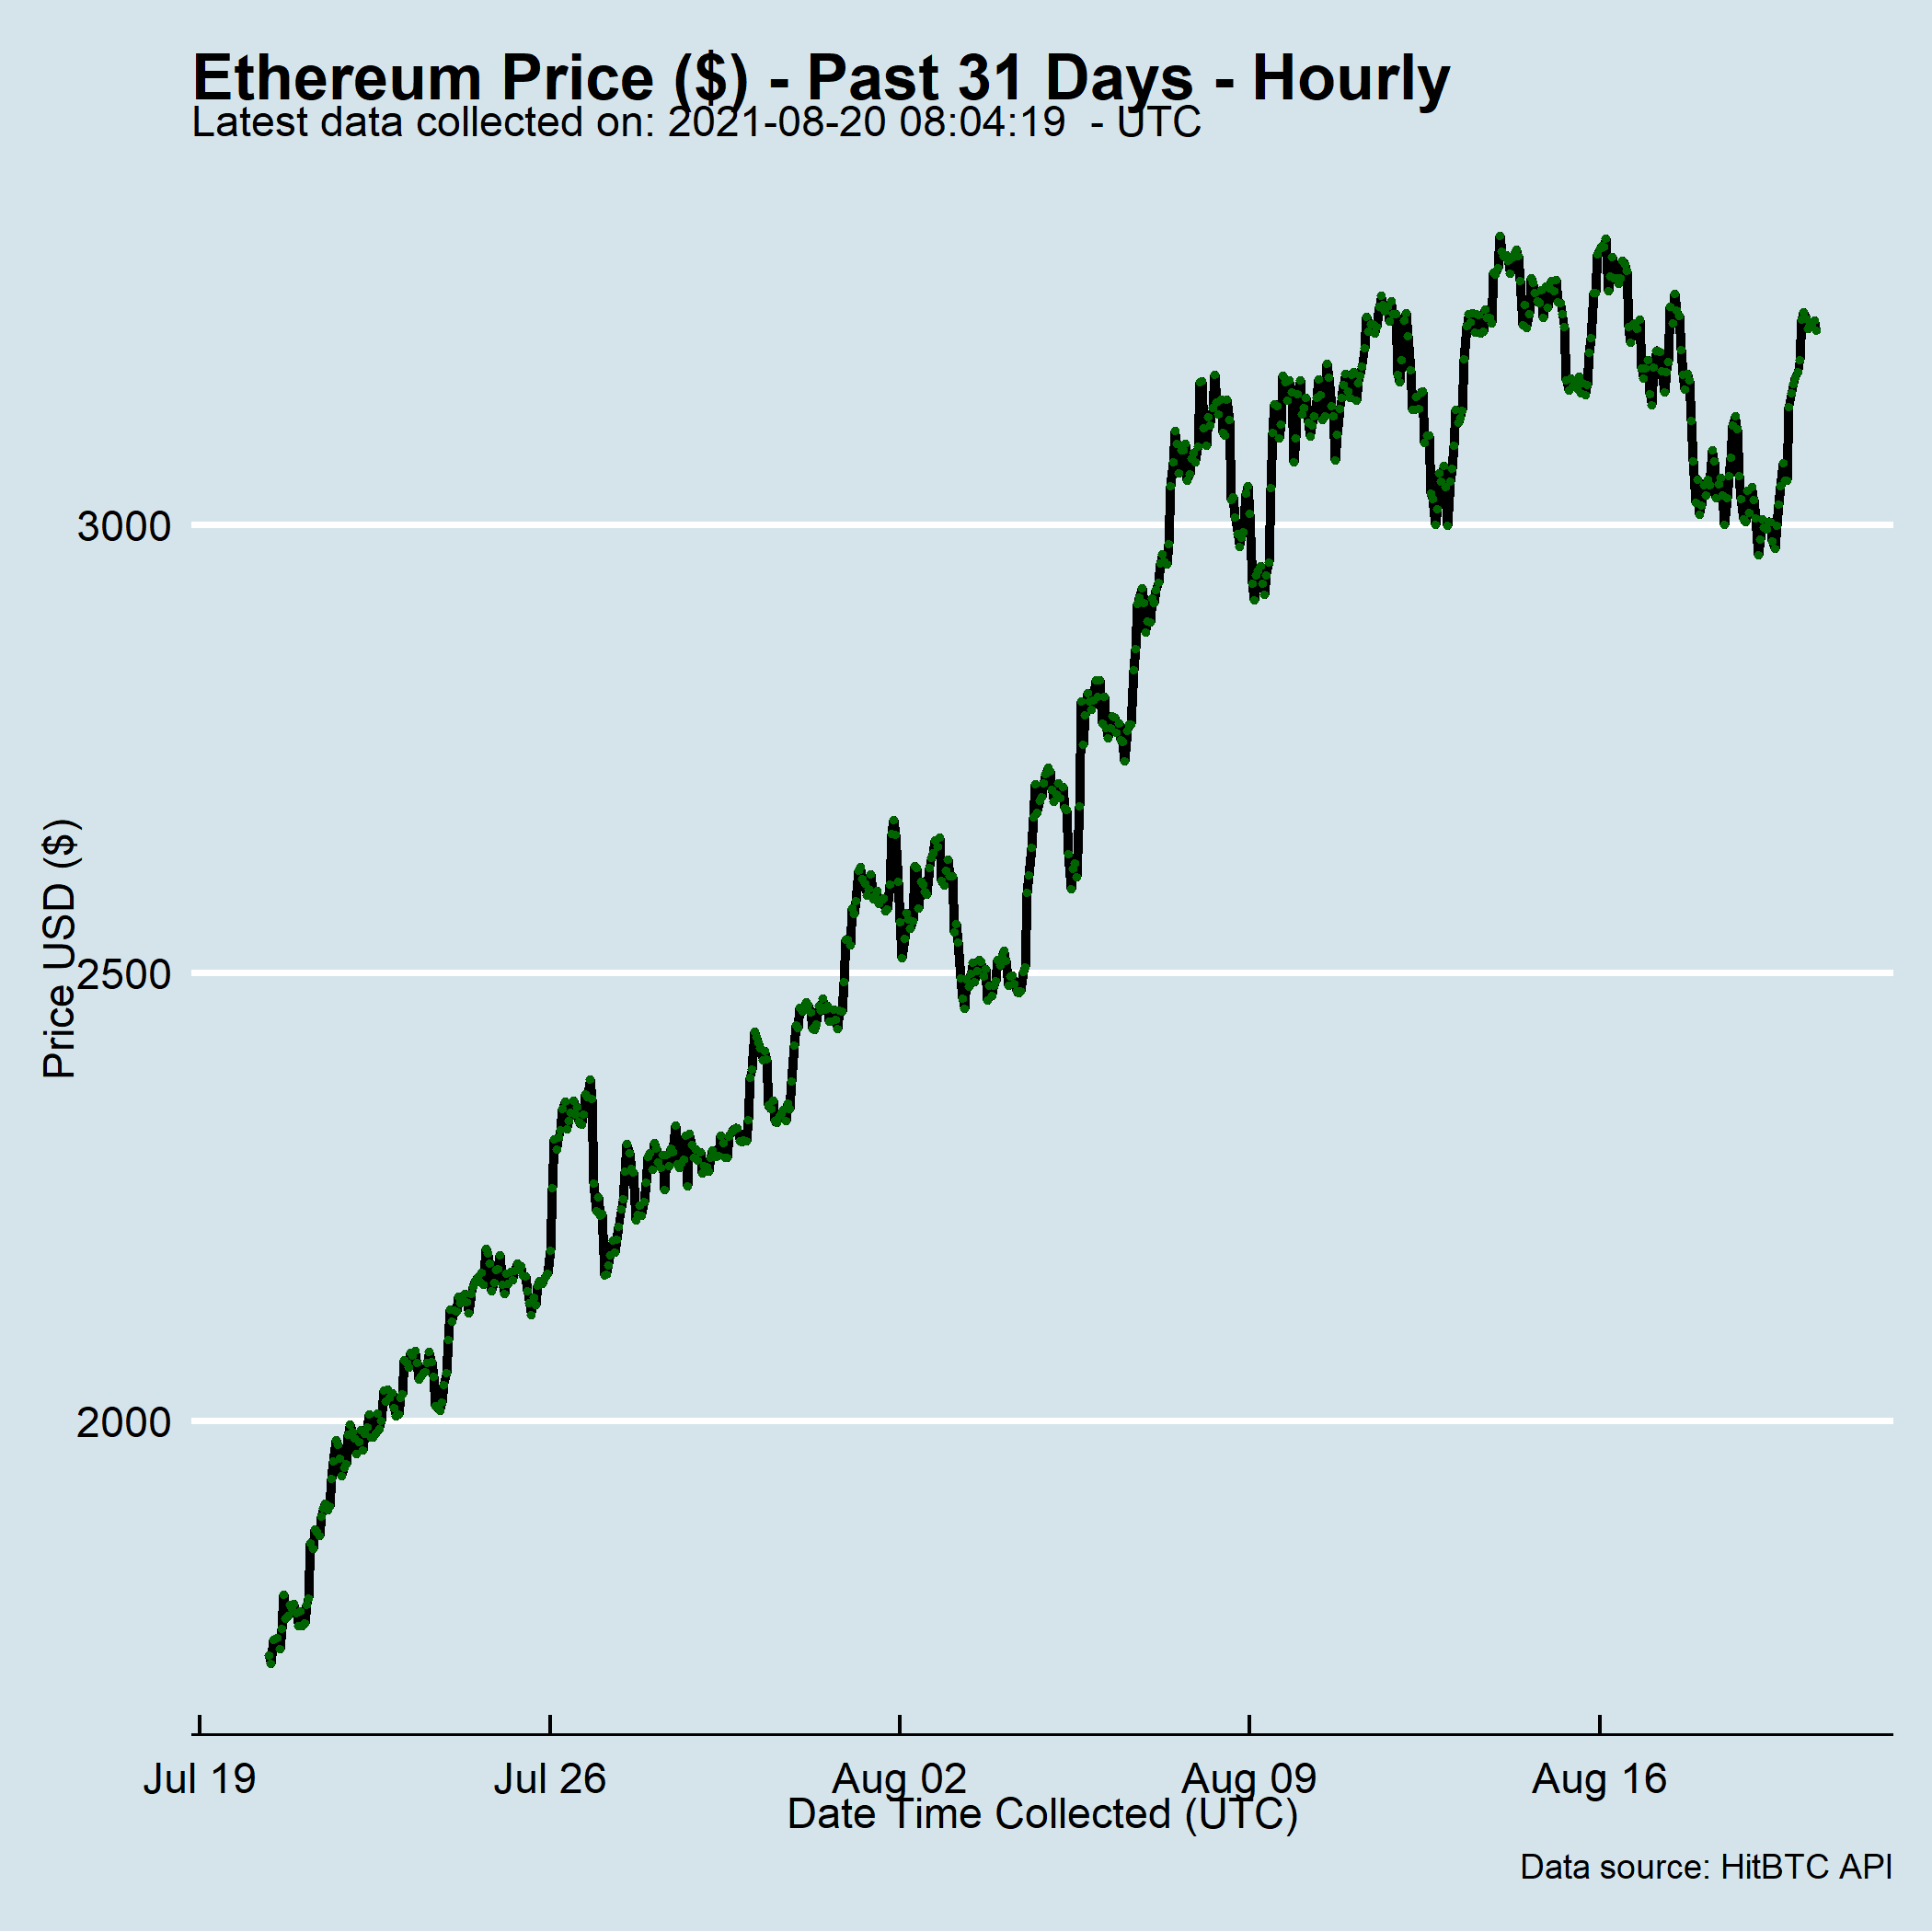 Ethereum Price ($) - Past 31 Days - Hourly
Latest data collected on: 2021-08-20 08:04:19  - UTC
Price USD ($)
3000
2500
2000
Jul 19
Jul 26
Aug 02
Aug 09
Aug 16
Date Time Collected (UTC)
Data source: HitBTC API